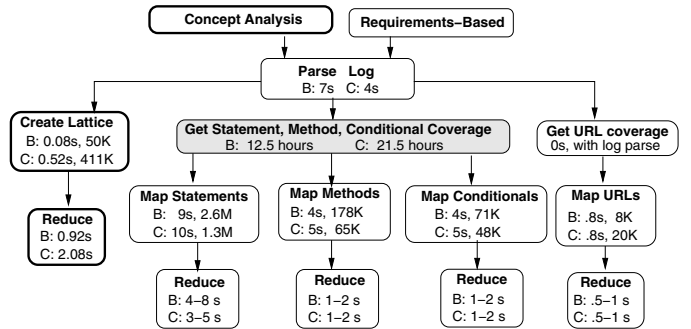 Concept Analysis
Requirements–Based
Parse Log
B: 7s C: 4s
Create Lattice
B: 0.08s, 50K
C: 0.52s, 411K
Get Statement, Method, Conditional Coverage
B: 12.5 hours C: 21.5 hours
Get URL coverage
0s, with log parse
Map Statements
B: 9s, 2.6M
C: 10s, 1.3M
Map Methods
B: 4s, 178K
C: 5s, 65K
Map Conditionals
B: 4s, 71K
C: 5s, 48K
Map URLs
B: .8s, 8K
C: .8s, 20K
Reduce
B: 0.92s
C: 2.08s
Reduce
B: 4–8 s
C: 3–5 s
Reduce
B: 1–2 s
C: 1–2 s
Reduce
B: 1–2 s
C: 1–2 s
Reduce
B: .5–1 s
C: .5–1 s